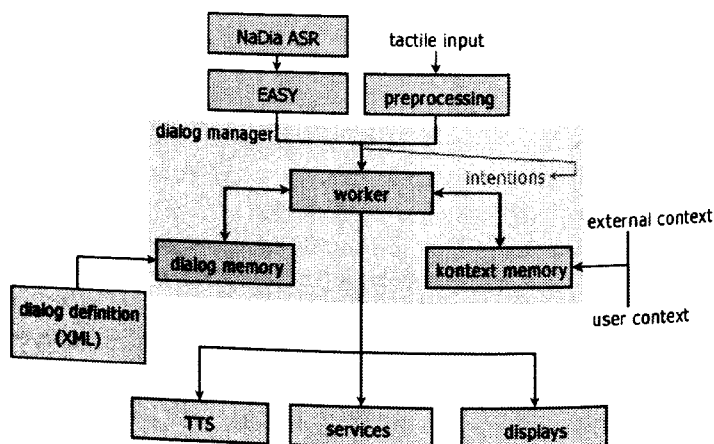 NaDia ASR
tactile input
EASY
preprocessing
dialog manager
intentions
worker
external context
dialog memory
kontext memory
dialog definition
(XML)
user context
TTS
services
displays